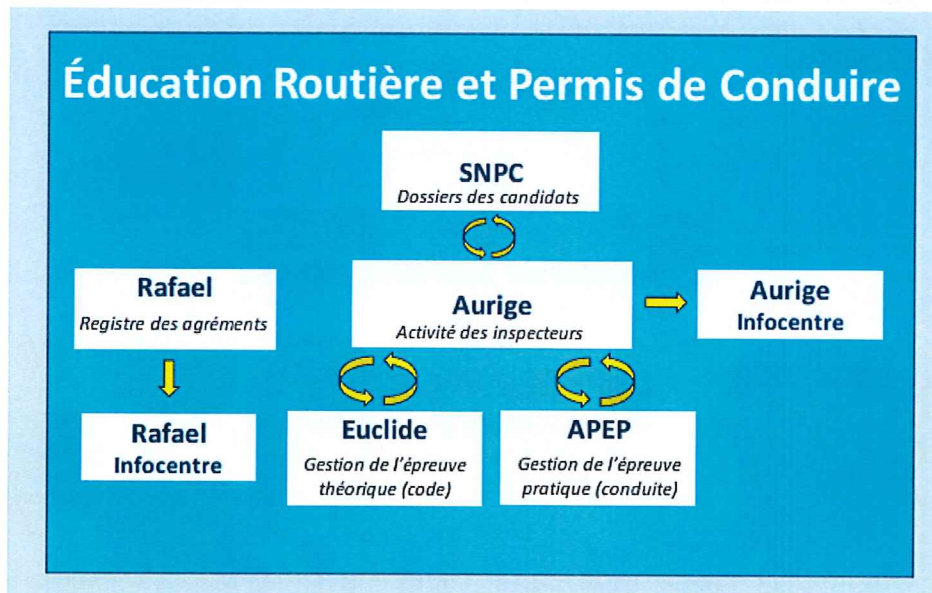 Éducation Routière et Permis de Conduire
SNPC
Dossiers des candidats
Rafael
Registre des agréments
Aurige
Activité des inspecteurs
Aurige
Infocentre
Rafael
Infocentre
Euclide
Gestion de l'épreuve
théorique (code)
APEP
Gestion de l'épreuve
pratique (conduite)